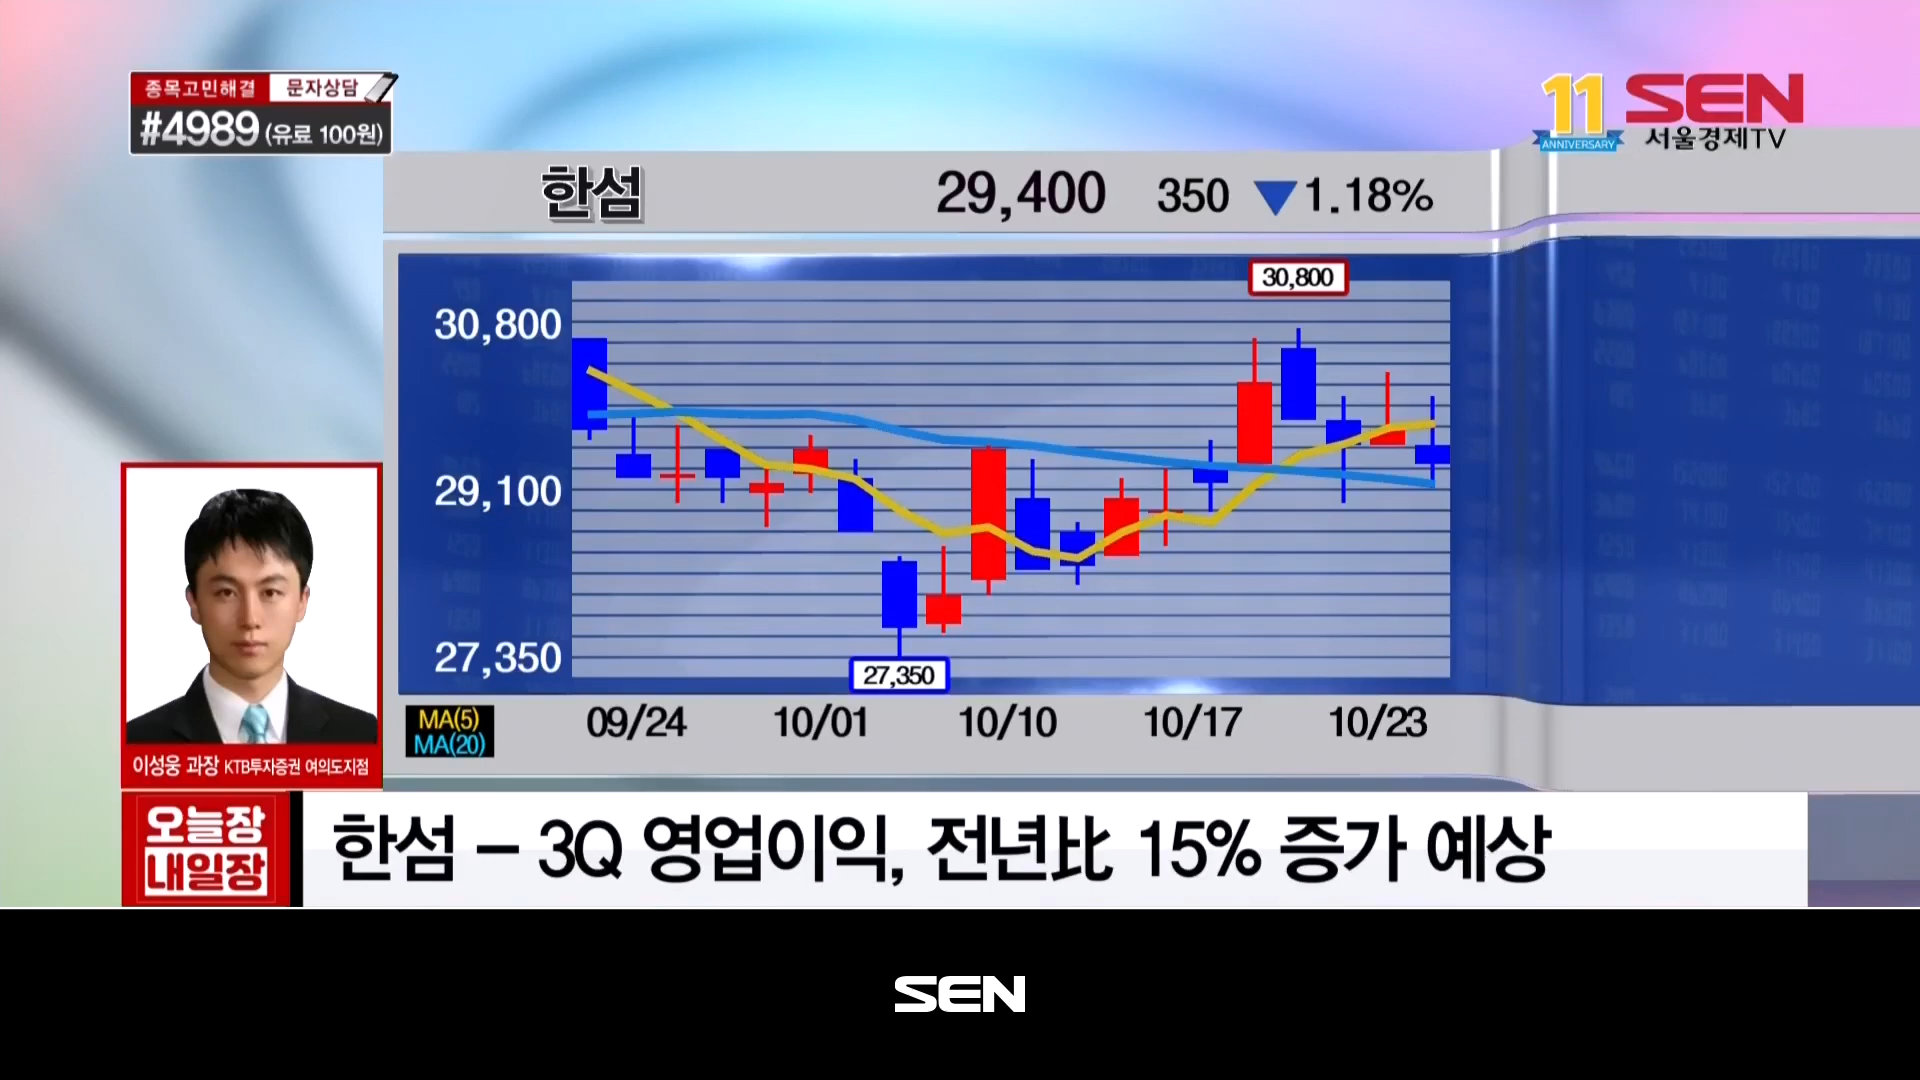 종목고민해결 문자상담
#4989 (유료 100원)
11 ANNIVERSARY
SEN
서울경제TV
한섬 29,400 350 ▼1.18%
30,800
30,800
29,100
27,350
27,350
MA(5)
MA(20)
09/24 10/01 10/10 10/17 10/23
이성웅 과장 KTB투자증권 여의도지점
오늘장
내일장
한섬 – 3Q 영업이익, 전년比 15% 증가 예상
SEN